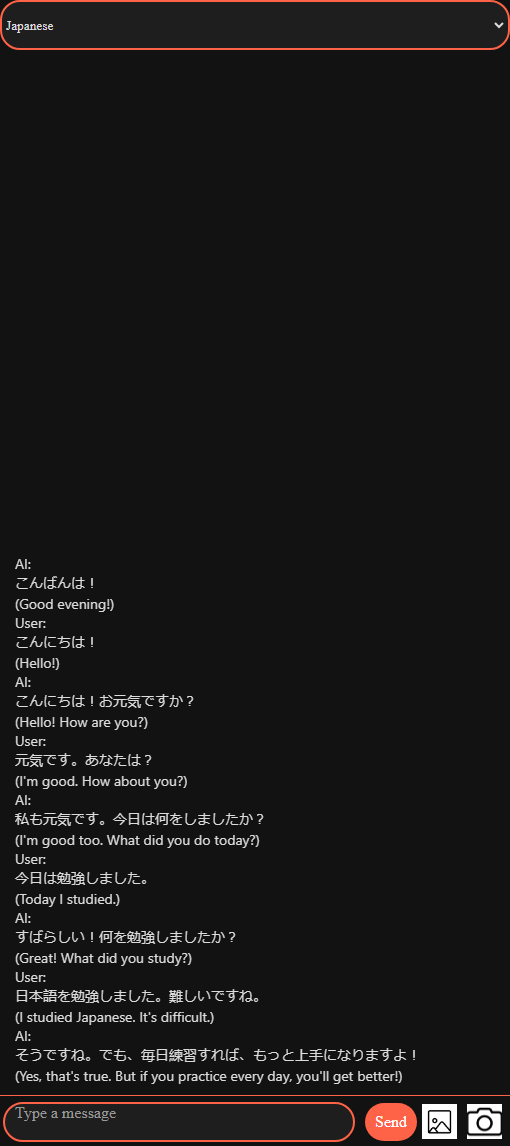 Japanese
AI:
こんばんは！
(Good evening!)
User:
こんにちは！
(Hello!)
AI:
こんにちは！お元気ですか？
(Hello! How are you?)
User:
元気です。あなたは？
(I'm good. How about you?)
AI:
私も元気です。今日は何をしましたか？
(I'm good too. What did you do today?)
User:
今日は勉強しました。
(Today I studied.)
AI:
すばらしい！何を勉強しましたか？
(Great! What did you study?)
User:
日本語を勉強しました。難しいですね。
(I studied Japanese. It's difficult.)
AI:
そうですね。でも、毎日練習すれば、もっと上手になりますよ！
(Yes, that's true. But if you practice every day, you'll get better!)
Type a message
Send